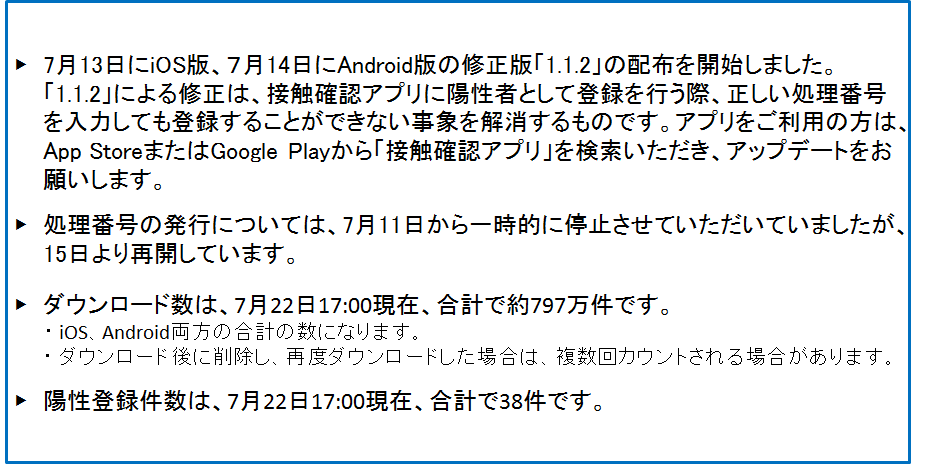 ▶ 7月13日にiOS版、7月14日にAndroid版の修正版「1.1.2」の配布を開始しました。
「1.1.2」による修正は、接触確認アプリに陽性者として登録を行う際、正しい処理番号
を入力しても登録することができない事象を解消するものです。アプリをご利用の方は、
App StoreまたはGoogle Playから「接触確認アプリ」を検索いただき、アップデートをお
願いします。
▶ 処理番号の発行については、7月11日から一時的に停止させていただいていましたが、
15日より再開しています。
▶ ダウンロード数は、7月22日17:00現在、合計で約797万件です。
・iOS、Android両方の合計の数になります。
・ダウンロード後に削除し、再度ダウンロードした場合は、複数回カウントされる場合があります。
▶ 陽性登録件数は、7月22日17:00現在、合計で38件です。